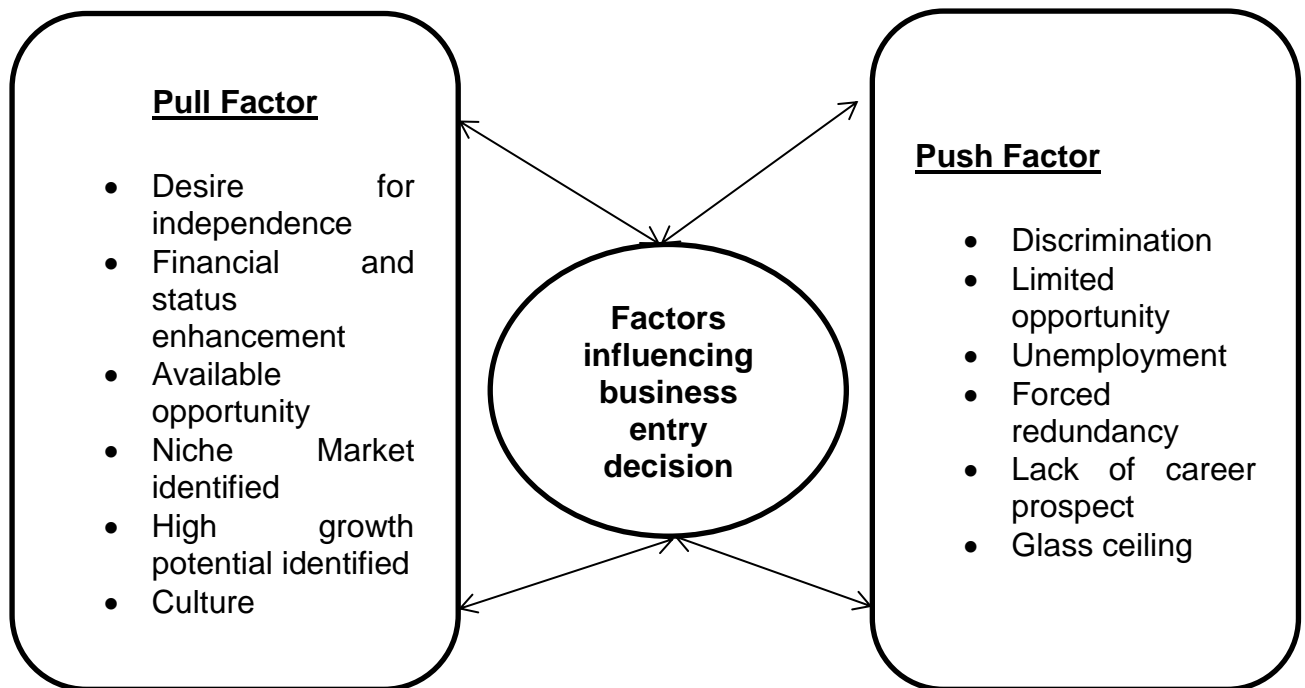 Pull Factor
• Desire for
independence
• Financial and
status
enhancement
• Available
opportunity
• Niche Market
identified
• High growth
potential identified
• Culture
Factors
influencing
business
entry
decision
Push Factor
• Discrimination
• Limited
opportunity
• Unemployment
• Forced
redundancy
• Lack of career
prospect
• Glass ceiling